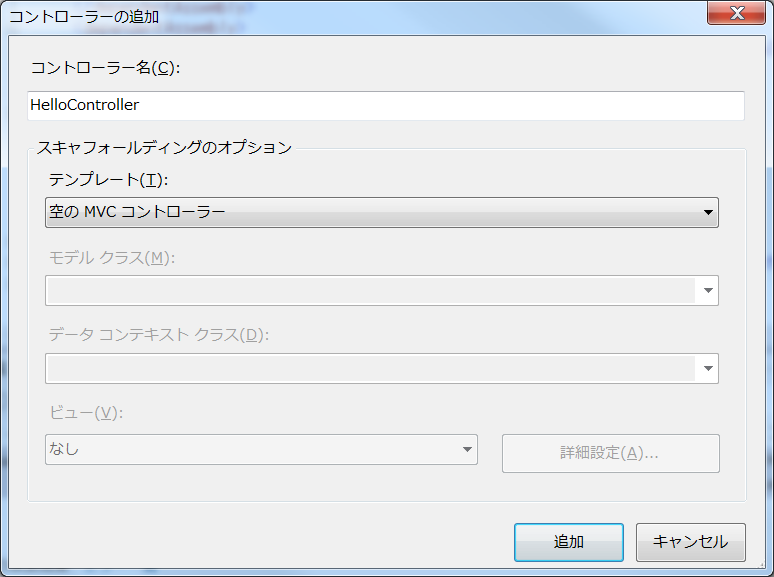 コントローラーの追加
コントローラー名(C):
HelloController
スキャフォールディングのオプション
テンプレート(T):
空の MVC コントローラー
モデル クラス(M):
データ コンテキスト クラス(D):
ビュー(V):
なし
詳細設定(A)...
追加
キャンセル